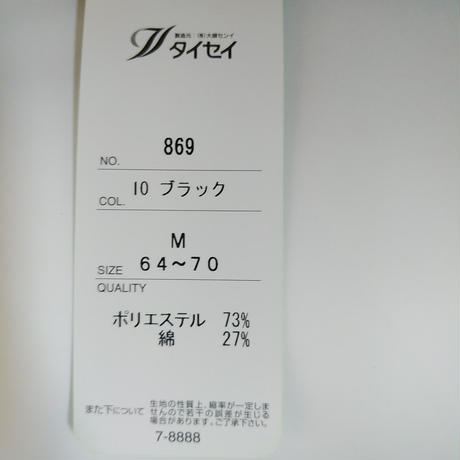 製造元:(有)大晴センイ
タイセイ
NO. 869
COL. 10 ブラック
M
SIZE 64~70
QUALITY
ポリエステル 73%
綿 27%
また下について 生地の性質上、縮率が一定しま
せんので若干の誤差が生じる
場合があります。ご了承下さい。
7-8888